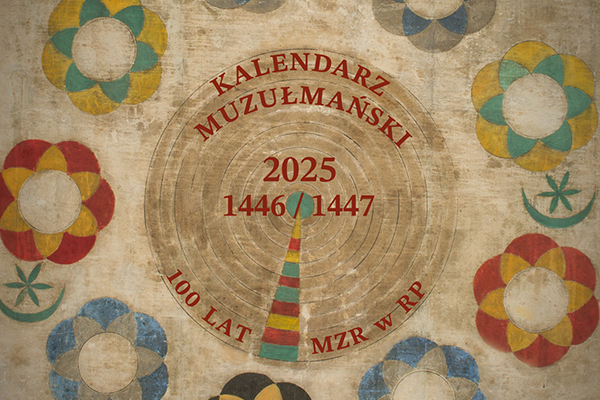 KALENDARZ
MUZUŁMAŃSKI
2025
1446 / 1447
100 LAT MZR W RP